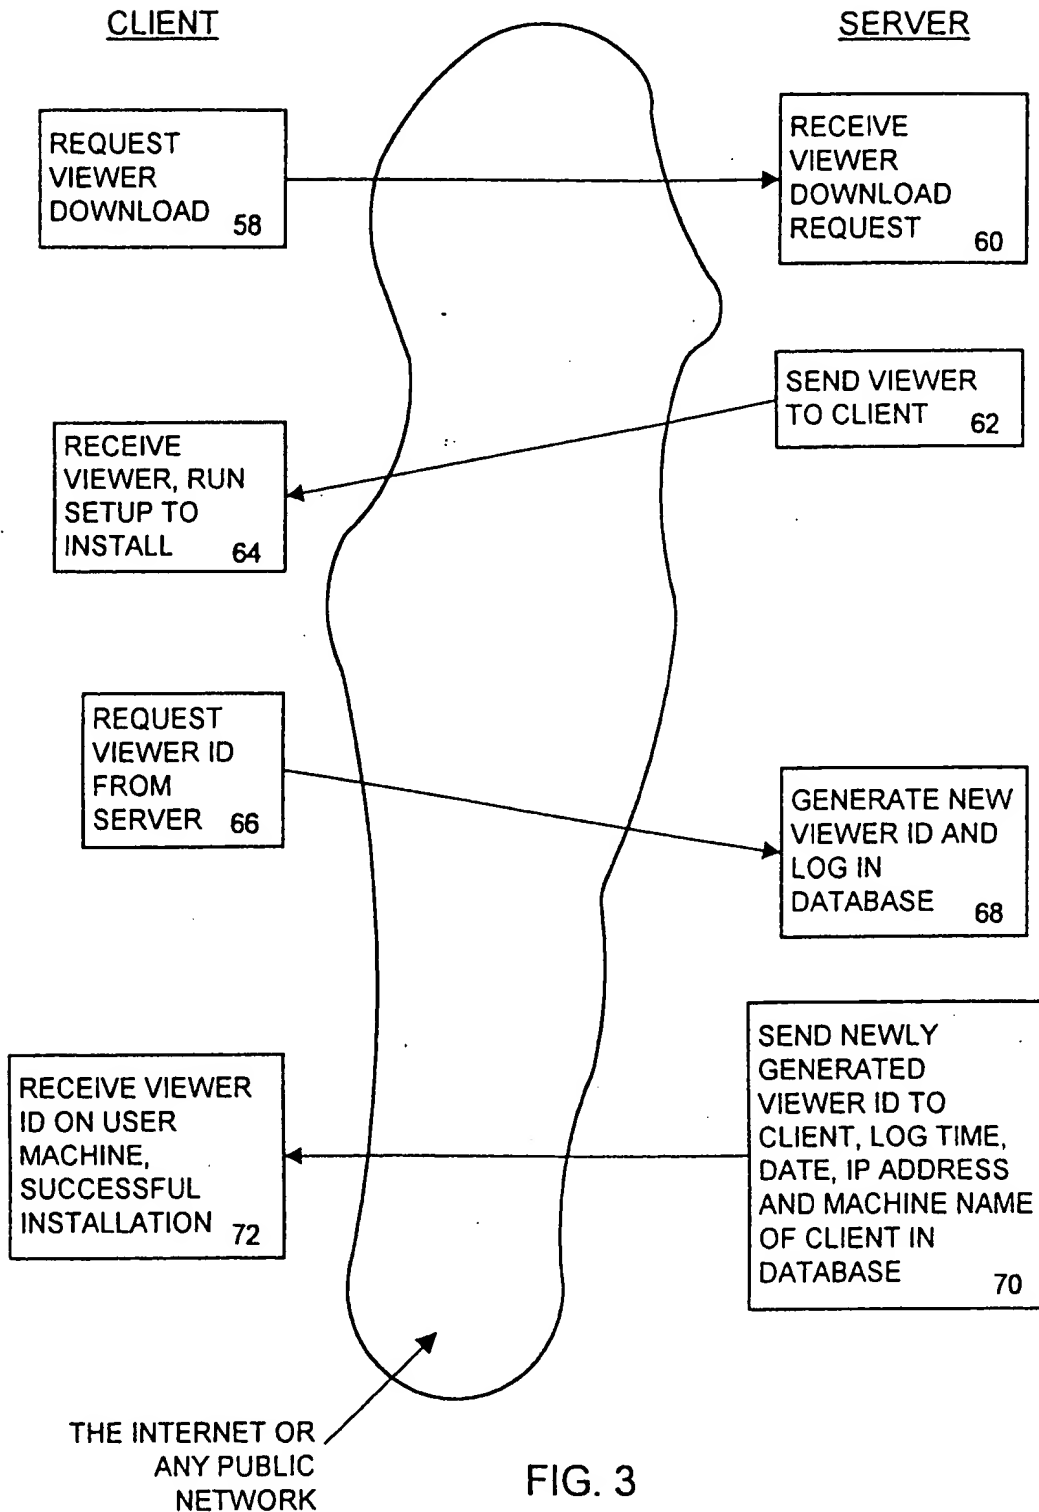 CLIENT
SERVER
REQUEST
VIEWER
DOWNLOAD
58
RECEIVE
VIEWER
DOWNLOAD
REQUEST
60
SEND VIEWER
TO CLIENT
62
RECEIVE
VIEWER, RUN
SETUP TO
INSTALL
64
REQUEST
VIEWER ID
FROM
SERVER
66
GENERATE NEW
VIEWER ID AND
LOG IN
DATABASE
68
SEND NEWLY
GENERATED
VIEWER ID TO
CLIENT, LOG TIME,
DATE, IP ADDRESS
AND MACHINE NAME
OF CLIENT IN
DATABASE
70
RECEIVE VIEWER
ID ON USER
MACHINE,
SUCCESSFUL
INSTALLATION
72
THE INTERNET OR
ANY PUBLIC
NETWORK
FIG. 3